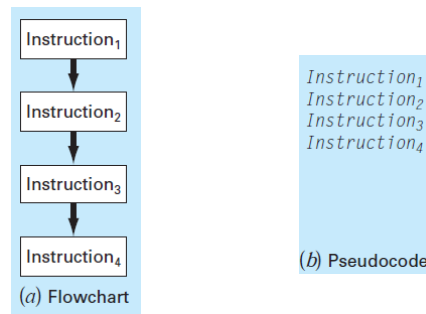 Instruction₁
Instruction₂
Instruction₃
Instruction₄
(a) Flowchart
Instruction₁
Instruction₂
Instruction₃
Instruction₄
(b) Pseudocode